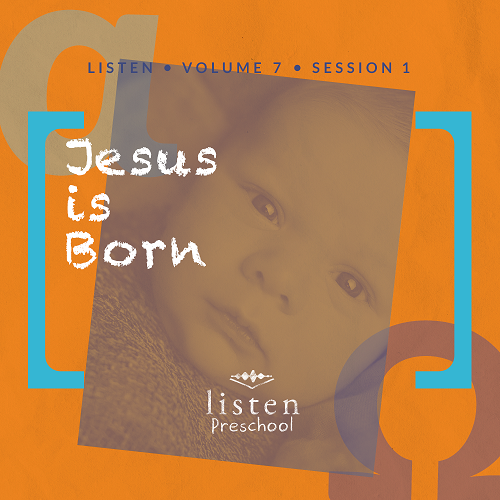 LISTEN • VOLUME 7 • SESSION 1
α
Jesus
is
Born
listen
Preschool
Ω